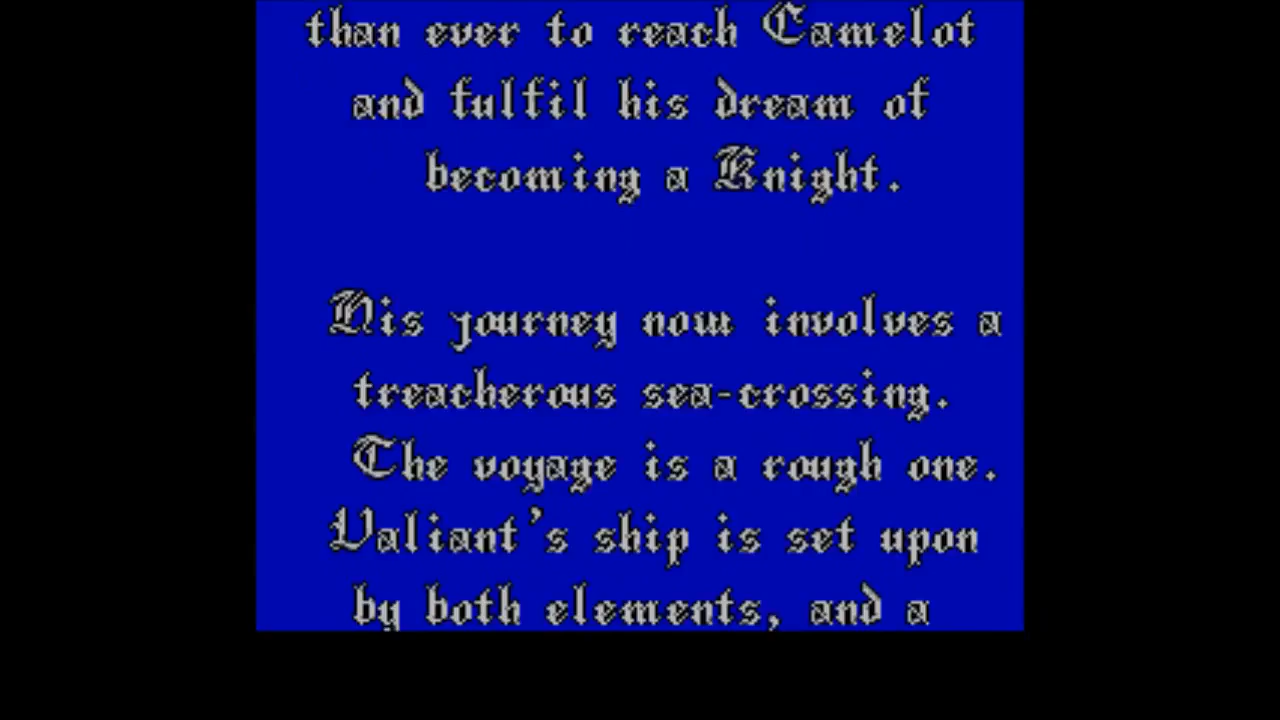 than ever to reach Camelot
and fulfil his dream of
becoming a Knight.
His journey now involves a
treacherous sea-crossing.
The voyage is a rough one.
Valiant's ship is set upon
by both elements, and a